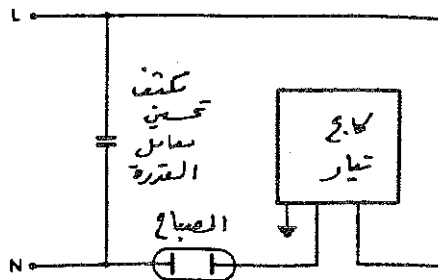 L
مكثف
تحسين
معامل
القدرة
كابح
تيار
المصباح
N